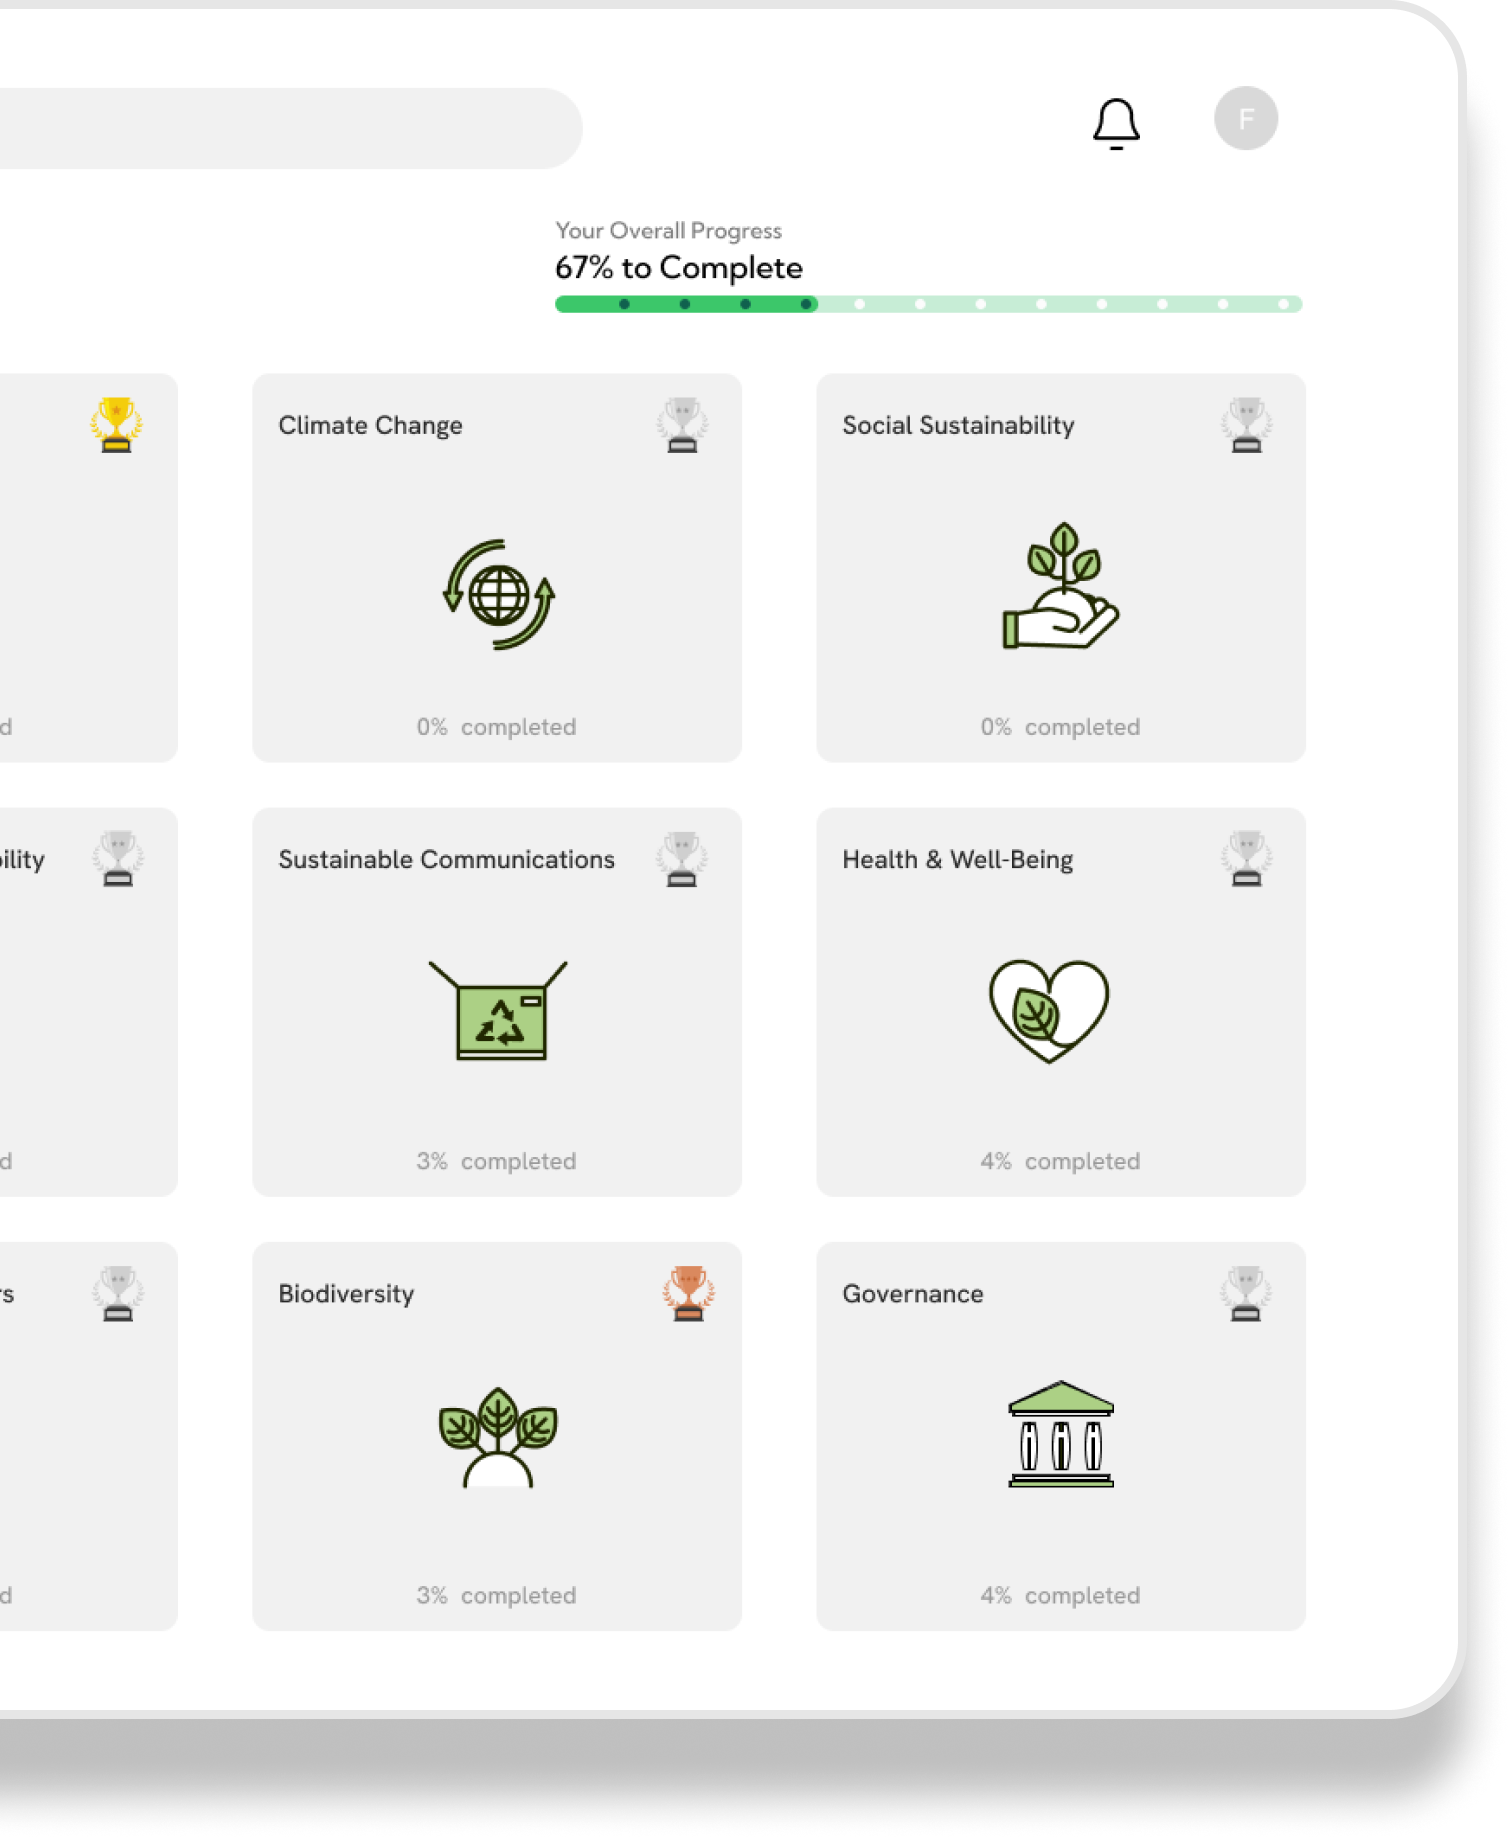 F
Your Overall Progress
67% to Complete
Climate Change
Social Sustainability
0% completed
0% completed
Sustainable Communications
Health & Well-Being
3% completed
4% completed
Biodiversity
Governance
3% completed
4% completed